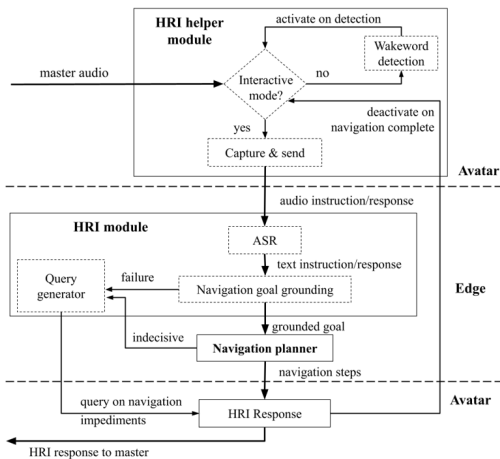 HRI helper
module
activate on detection
Wakeword
detection
master audio
Interactive
mode?
no
deactivate on
navigation complete
yes
Capture & send
Avatar
audio instruction/response
HRI module
ASR
text instruction/response
Query
generator
failure
Navigation goal grounding
Edge
grounded goal
indecisive
Navigation planner
navigation steps
Avatar
query on navigation
impediments
HRI Response
HRI response to master